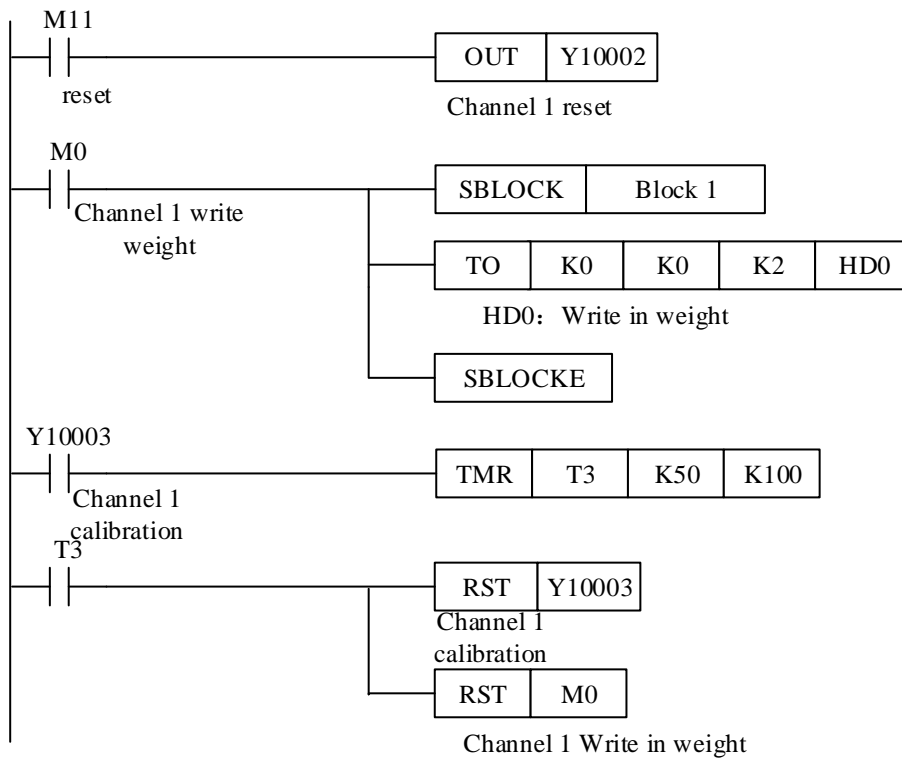 M11
OUT Y10002
reset
Channel 1 reset
M0
SBLOCK Block 1
Channel 1 write
weight
TO K0 K0 K2 HD0
HD0：Write in weight
SBLOCKE
Y10003
TMR T3 K50 K100
Channel 1
calibration
T3
RST Y10003
Channel 1
calibration
RST M0
Channel 1 Write in weight